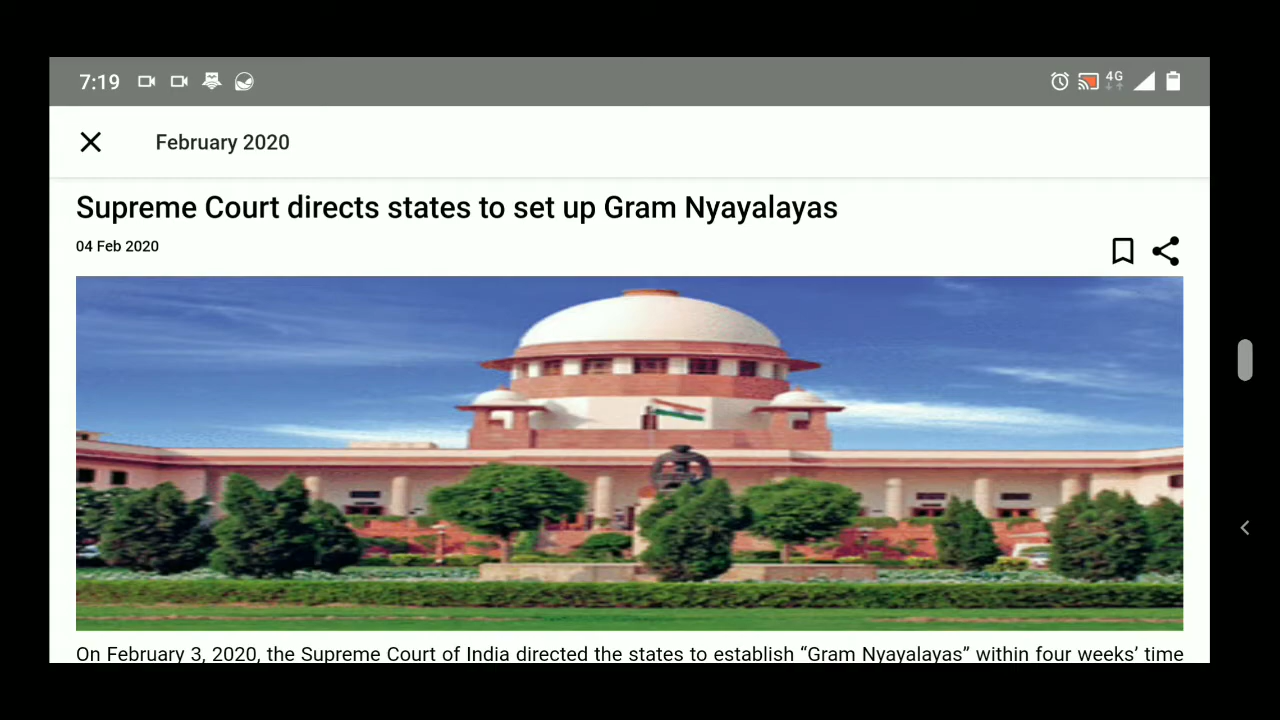 7:19
4G
February 2020
Supreme Court directs states to set up Gram Nyayalayas
04 Feb 2020
On February 3, 2020, the Supreme Court of India directed the states to establish “Gram Nyayalayas” within four weeks’ time